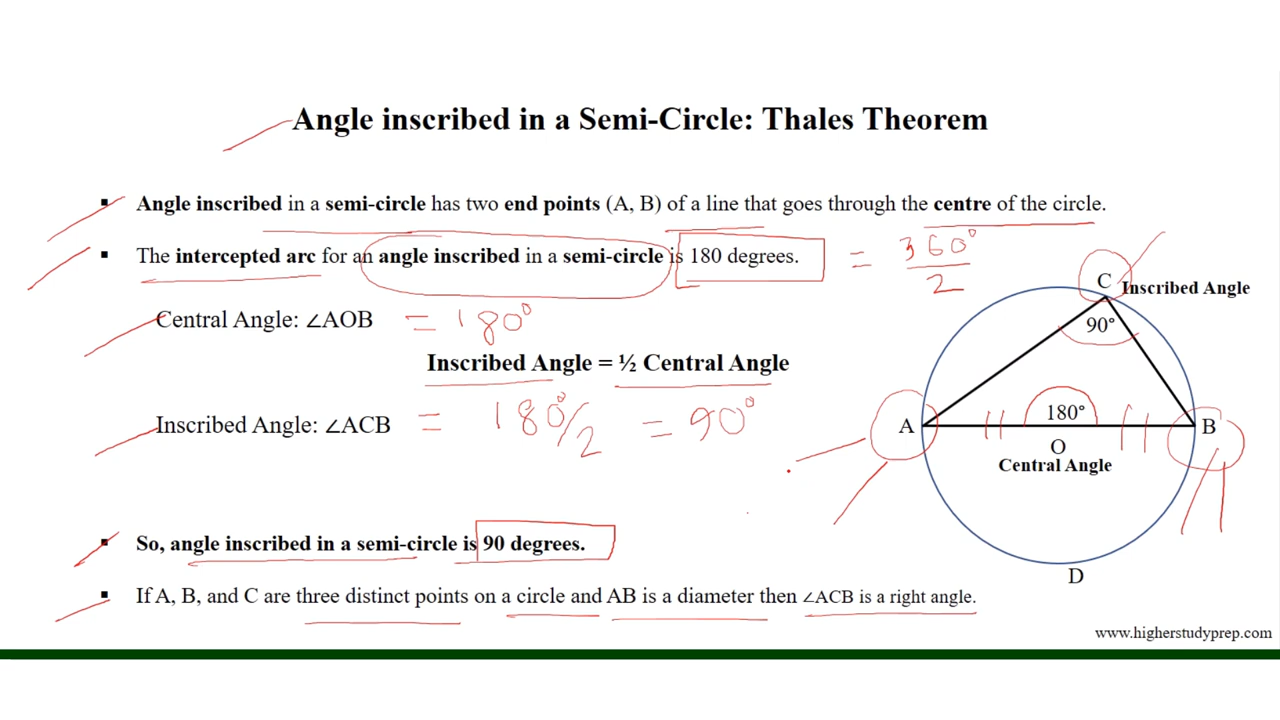 Angle inscribed in a Semi-Circle: Thales Theorem
▪ Angle inscribed in a semi-circle has two end points (A, B) of a line that goes through the centre of the circle.
▪ The intercepted arc for an angle inscribed in a semi-circle is 180 degrees. = 360°/2
Central Angle: ∠AOB = 180°
Inscribed Angle = ½ Central Angle
Inscribed Angle: ∠ACB = 180°/2 = 90°
▪ So, angle inscribed in a semi-circle is 90 degrees.
▪ If A, B, and C are three distinct points on a circle and AB is a diameter then ∠ACB is a right angle.
C
Inscribed Angle
90°
A
180°
B
O
Central Angle
D
www.higherstudyprep.com